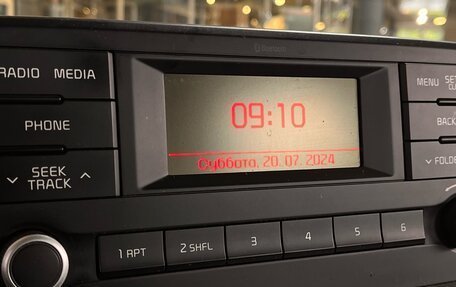 Bluetooth
RADIO MEDIA
PHONE
SEEK
TRACK
09:10
Суббота, 20. 07. 2024
MENU
BACK
FOLDE
1 RPT
2 SHFL
3
4
5
6